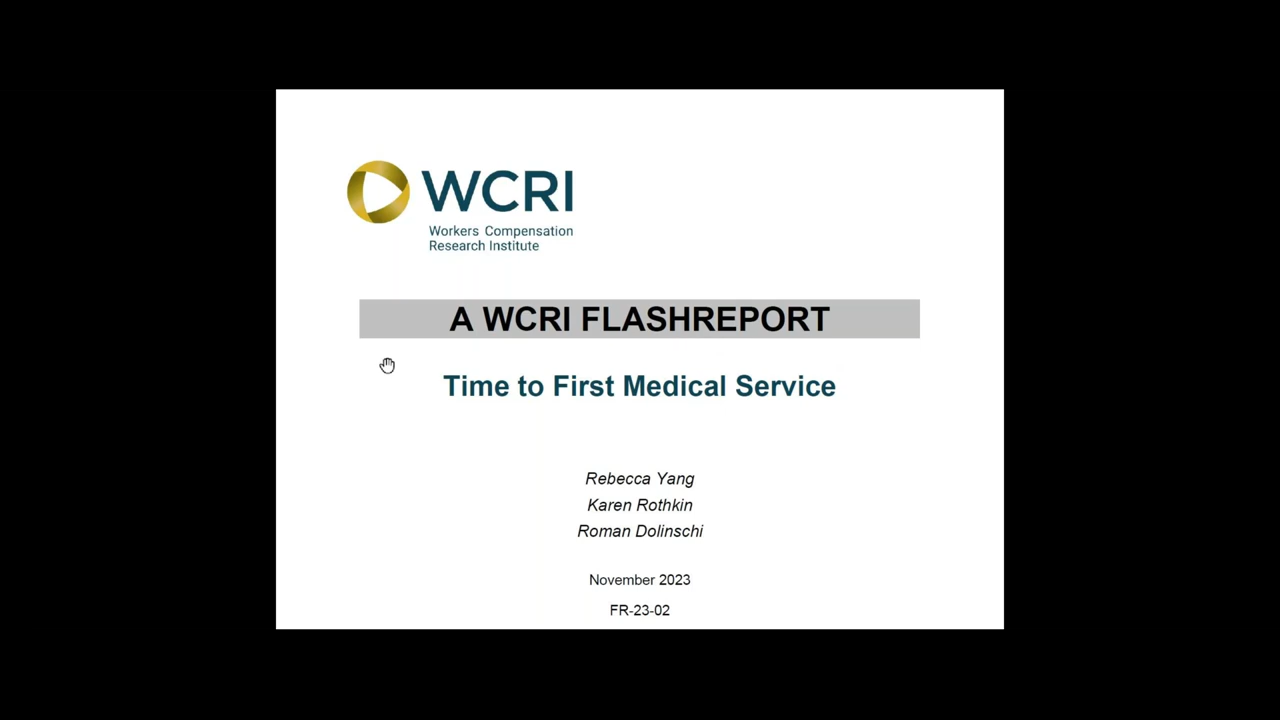 WCRI
Workers Compensation
Research Institute
A WCRI FLASHREPORT
Time to First Medical Service
Rebecca Yang
Karen Rothkin
Roman Dolinschi
November 2023
FR-23-02